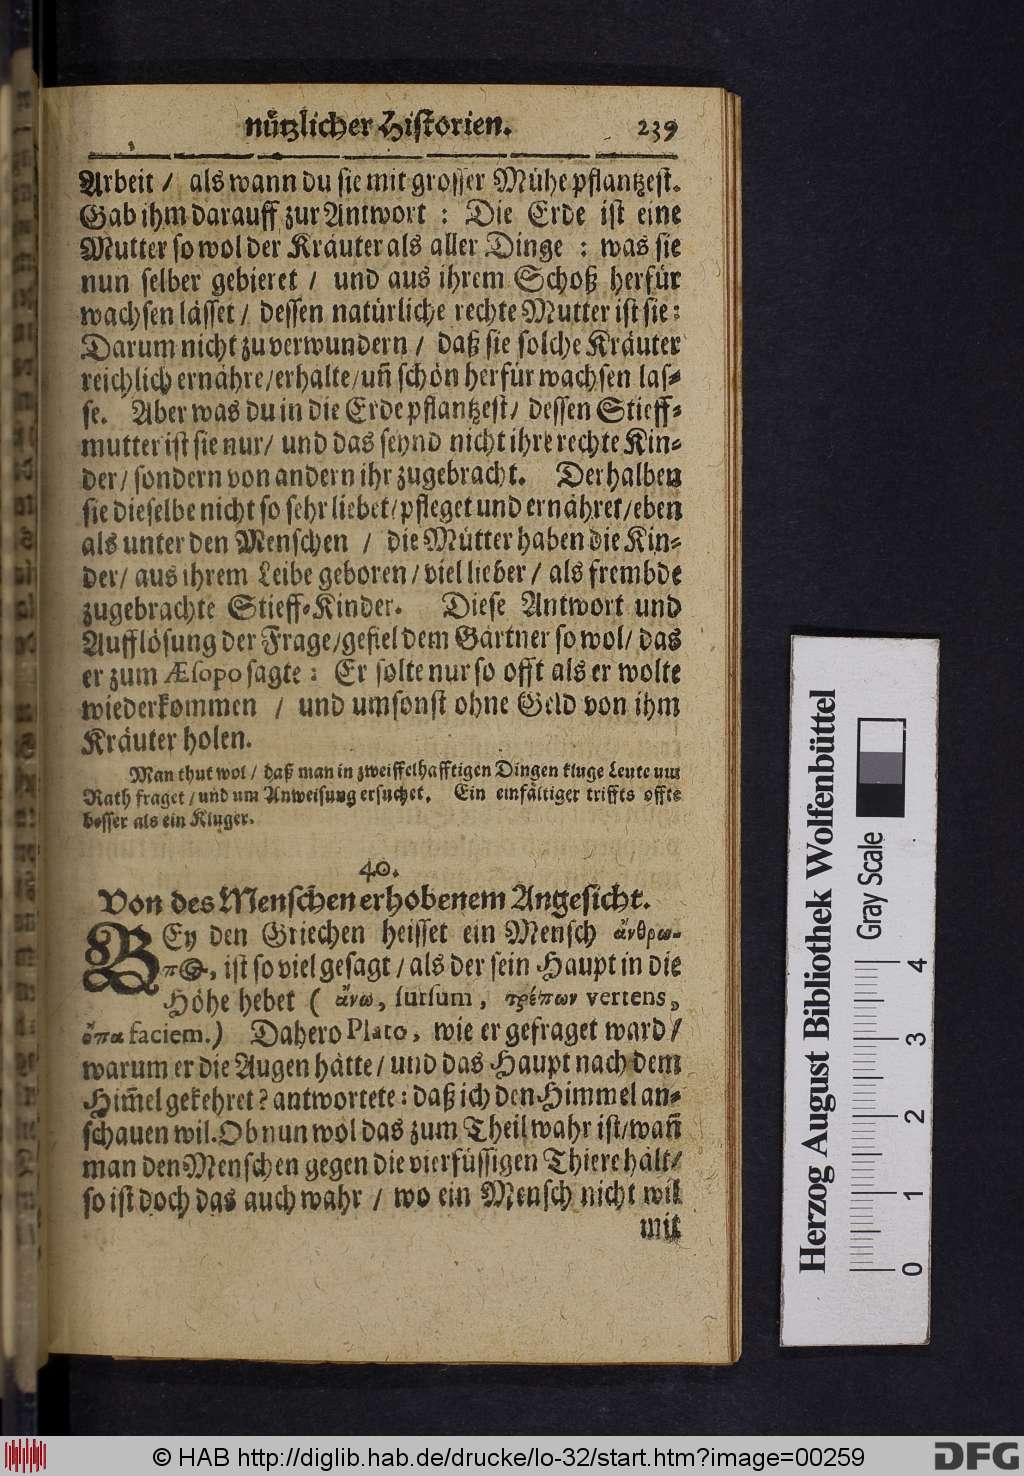 nützlicher Historien. 239
Arbeit / als wann du sie mit grosser Mühe pflantzest.
Gab ihm darauff zur Antwort : Die Erde ist eine
Mutter so wol der Kräuter als aller Dinge : was sie
nun selber gebieret / und aus ihrem Schoß herfür
wachsen lässet / dessen natürliche rechte Mutter ist sie:
Darum nicht zu verwundern / daß sie solche Kräuter
reichlich ernähre/erhalte/uñ schön herfür wachsen las-
se. Aber was du in die Erde pflantzest/ dessen Stieff-
mutter ist sie nur/ und das seynd nicht ihre rechte Kin-
der/ sondern von andern ihr zugebracht. Derhalben
sie dieselbe nicht so sehr liebet/pfleget und ernähret/eben
als unter den Menschen / die Mütter haben die Kin-
der/ aus ihrem Leibe geboren/viel lieber/ als frembde
zugebrachte Stieff-Kinder. Diese Antwort und
Aufflösung der Frage/gefiel dem Gärtner so wol/ das
er zum Æsopo sagte : Er solte nur so offt als er wolte
wiederkommen / und umsonst ohne Geld von ihm
Kräuter holen.
Man thut wol / daß man in zweiffelhafftigen Dingen kluge Leute um
Rath fraget / und um Anweisung ersuchet. Ein einfältiger triffts offte
besser als ein Kluger.
40.
Von des Menschen erhobenem Angesicht.
BEy den Griechen heisset ein Mensch ἄνθρω-
πος, ist so viel gesagt / als der sein Haupt in die
Höhe hebet ( ἄνω, sursum, τρέπων vertens,
ὄπα faciem.) Dahero Plato, wie er gefraget ward/
warum er die Augen hätte/ und das Haupt nach dem
Him̃el gekehret? antwortete: daß ich den Himmel an-
schauen wil. Ob nun wol das zum Theil wahr ist/wañ
man den Menschen gegen die vierfüssigen Thiere hält/
so ist doch das auch wahr / wo ein Mensch nicht wil
mit
Herzog August Bibliothek Wolfenbüttel
Gray Scale
0 1 2 3 4
© HAB http://diglib.hab.de/drucke/lo-32/start.htm?image=00259
DFG